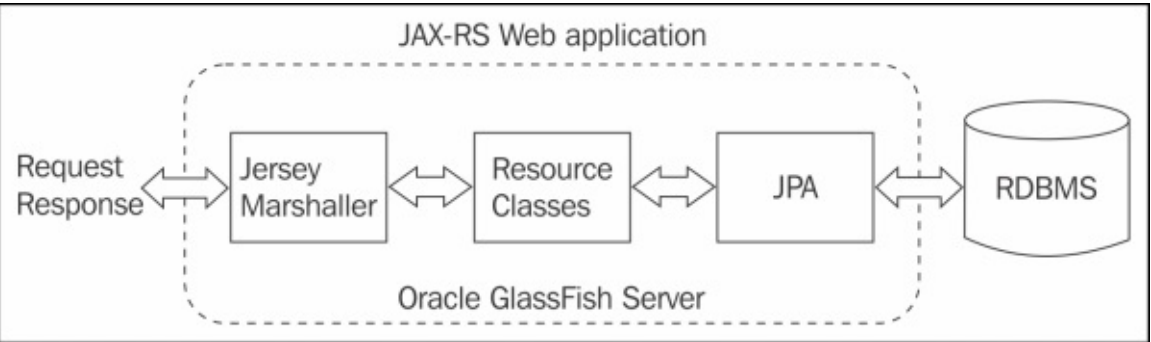 JAX-RS Web application
Request
Response
Jersey
Marshaller
Resource
Classes
JPA
RDBMS
Oracle GlassFish Server